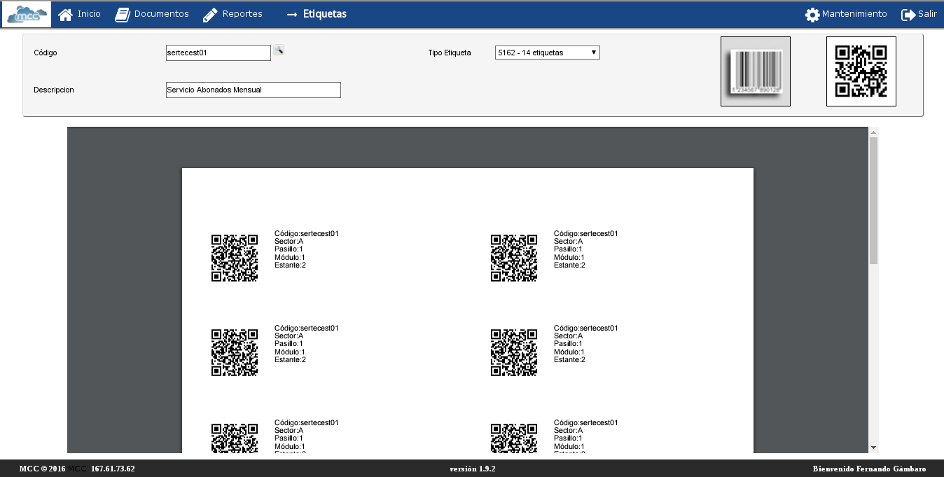 MCC Inicio Documentos Reportes → Etiquetas Mantenimiento Salir
Código sertecest01 Tipo Etiqueta 5162 - 14 etiquetas
Descripcion Servicio Abonados Mensual
Código:sertecest01
Sector:A
Pasillo:1
Módulo:1
Estante:2
Código:sertecest01
Sector:A
Pasillo:1
Módulo:1
Estante:2
Código:sertecest01
Sector:A
Pasillo:1
Módulo:1
Estante:2
Código:sertecest01
Sector:A
Pasillo:1
Módulo:1
Estante:2
Código:sertecest01
Sector:A
Pasillo:1
Módulo:1
Código:sertecest01
Sector:A
Pasillo:1
Módulo:1
MCC © 2016 MCC 167.61.73.62 versión 1.9.2 Bienvenido Fernando Gámbaro